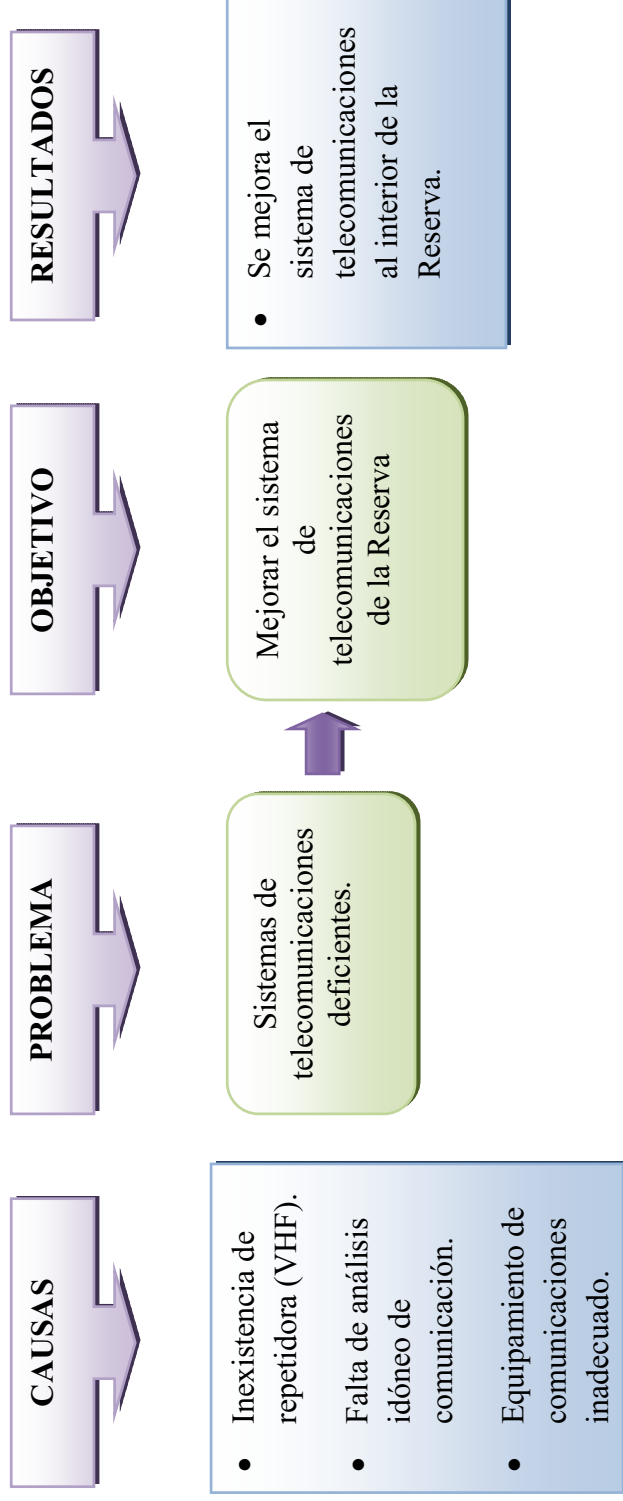 CAUSAS
• Inexistencia de
repetidora (VHF).
• Falta de análisis
idóneo de
comunicación.
• Equipamiento de
comunicaciones
inadecuado.
PROBLEMA
Sistemas de
telecomunicaciones
deficientes.
OBJETIVO
Mejorar el sistema
de
telecomunicaciones
de la Reserva
RESULTADOS
• Se mejora el
sistema de
telecomunicaciones
al interior de la
Reserva.